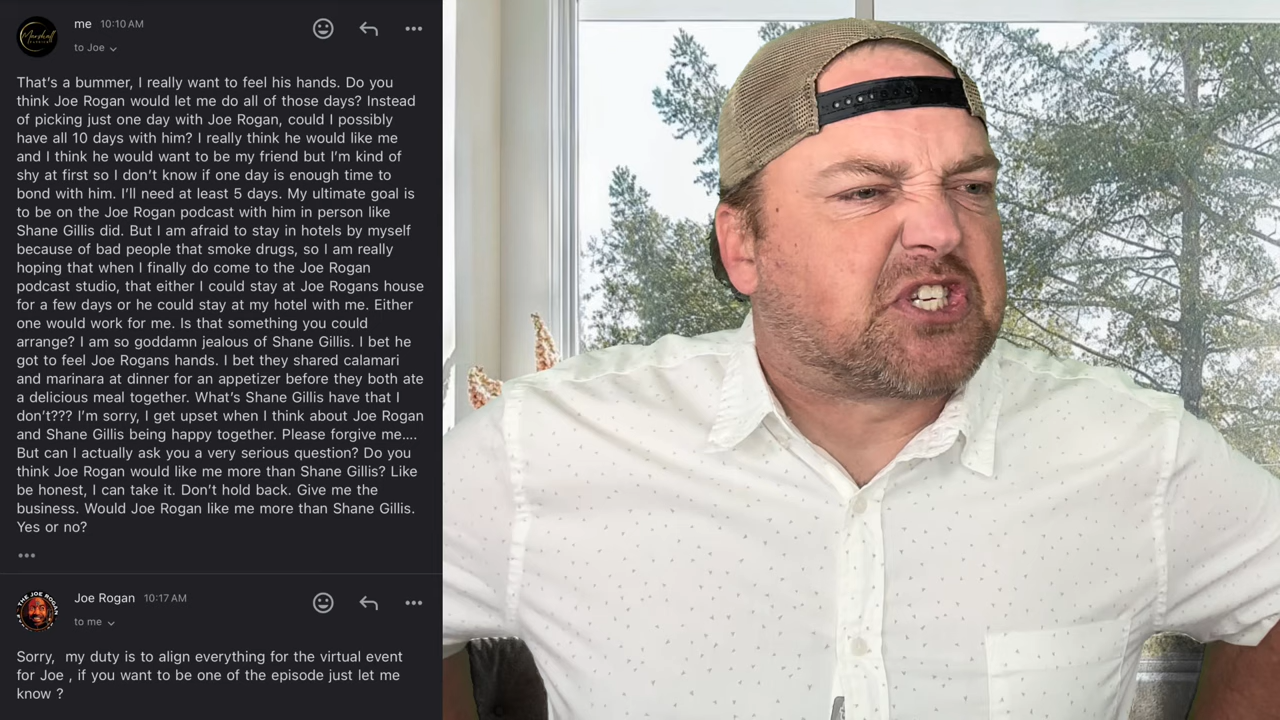 me 10:10 AM
to Joe
That's a bummer, I really want to feel his hands. Do you
think Joe Rogan would let me do all of those days? Instead
of picking just one day with Joe Rogan, could I possibly
have all 10 days with him? I really think he would like me
and I think he would want to be my friend but I'm kind of
shy at first so I don't know if one day is enough time to
bond with him. I'll need at least 5 days. My ultimate goal is
to be on the Joe Rogan podcast with him in person like
Shane Gillis did. But I am afraid to stay in hotels by myself
because of bad people that smoke drugs, so I am really
hoping that when I finally do come to the Joe Rogan
podcast studio, that either I could stay at Joe Rogans house
for a few days or he could stay at my hotel with me. Either
one would work for me. Is that something you could
arrange? I am so goddamn jealous of Shane Gillis. I bet he
got to feel Joe Rogans hands. I bet they shared calamari
and marinara at dinner for an appetizer before they both ate
a delicious meal together. What's Shane Gillis have that I
don't??? I'm sorry, I get upset when I think about Joe Rogan
and Shane Gillis being happy together. Please forgive me....
But can I actually ask you a very serious question? Do you
think Joe Rogan would like me more than Shane Gillis? Like
be honest, I can take it. Don't hold back. Give me the
business. Would Joe Rogan like me more than Shane Gillis.
Yes or no?
Joe Rogan 10:17 AM
to me
Sorry,  my duty is to align everything for the virtual event
for Joe , if you want to be one of the episode just let me
know ?